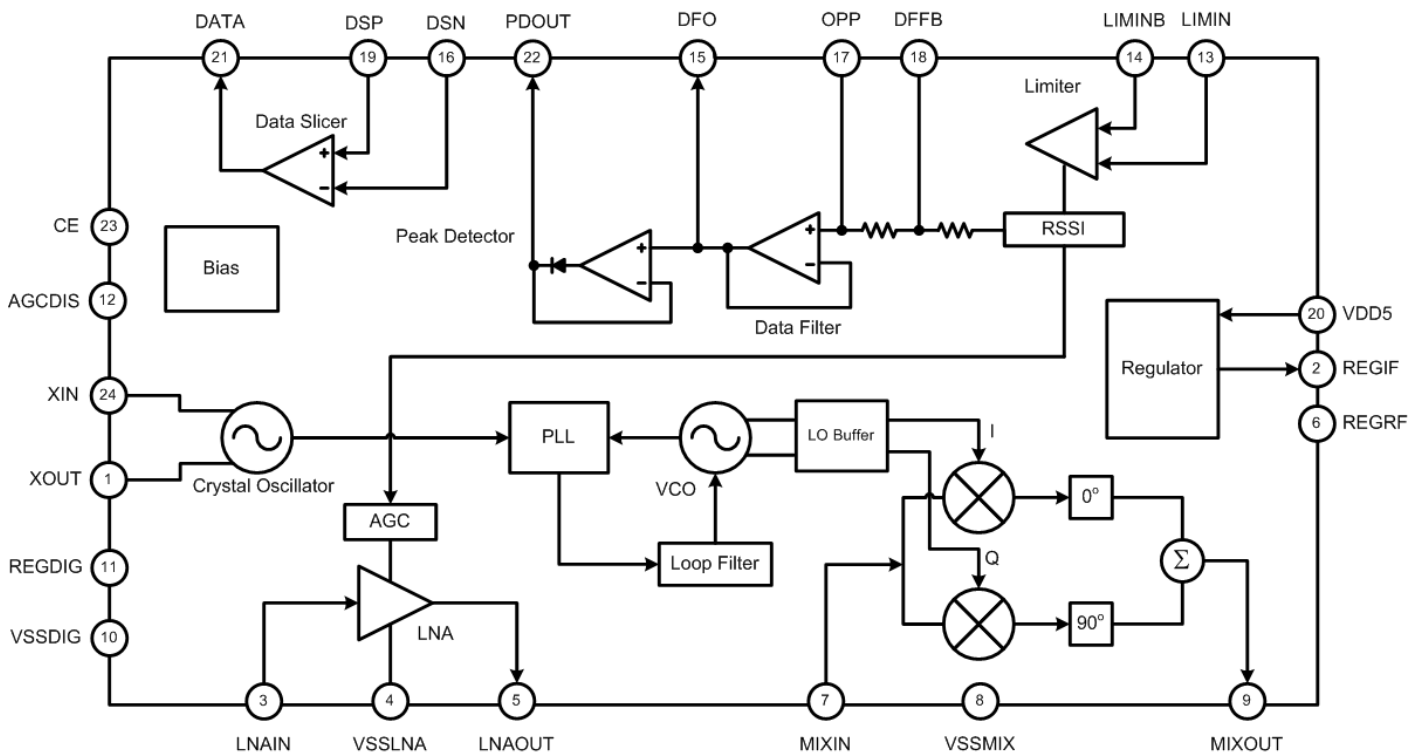 DATA DSP DSN PDOUT DFO OPP DFFB LIMINB LIMIN
21 19 16 22 15 17 18 14 13
Limiter
Data Slicer
+
−
CE
23
Bias
Peak Detector
+
−
+
−
RSSI
AGCDIS
12
Data Filter
20
VDD5
Regulator
2
REGIF
XIN
24
6
REGRF
PLL
LO Buffer
I
XOUT
1
Crystal Oscillator
VCO
0°
AGC
Loop Filter
Q
Σ
REGDIG
11
LNA
90°
VSSDIG
10
3 4 5 7 8 9
LNAIN VSSLNA LNAOUT MIXIN VSSMIX MIXOUT